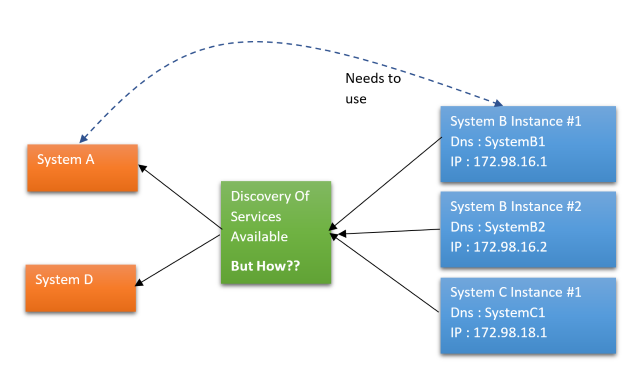 Needs to
use
System A
System D
Discovery Of
Services
Available
But How??
System B Instance #1
Dns : SystemB1
IP : 172.98.16.1
System B Instance #2
Dns : SystemB2
IP : 172.98.16.2
System C Instance #1
Dns : SystemC1
IP : 172.98.18.1